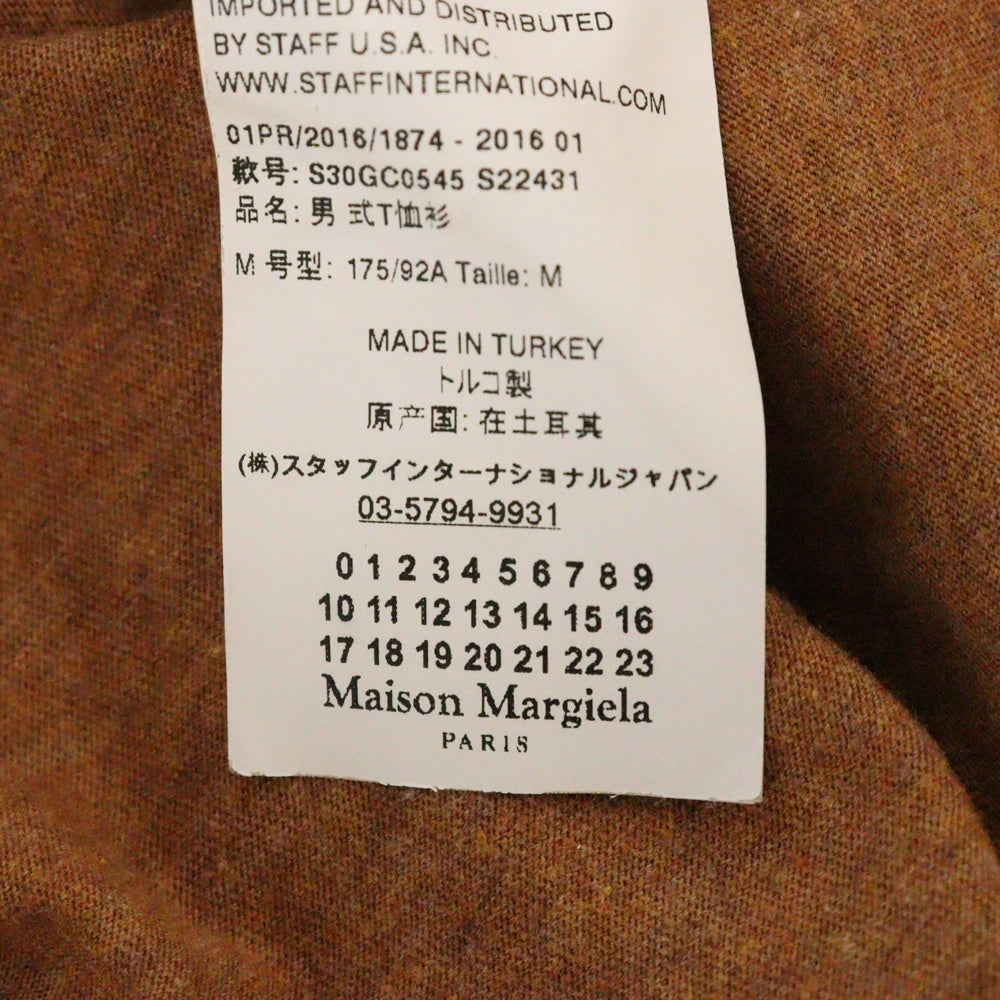 IMPORTED AND DISTRIBUTED
BY STAFF U.S.A. INC.
WWW.STAFFINTERNATIONAL.COM
01PR/2016/1874 - 2016 01
款号: S30GC0545 S22431
品名: 男 式T恤衫
M 号型: 175/92A Taille: M
MADE IN TURKEY
トルコ製
原产国: 在土耳其
(株)スタッフインターナショナルジャパン
03-5794-9931
0 1 2 3 4 5 6 7 8 9
10 11 12 13 14 15 16
17 18 19 20 21 22 23
Maison Margiela
PARIS